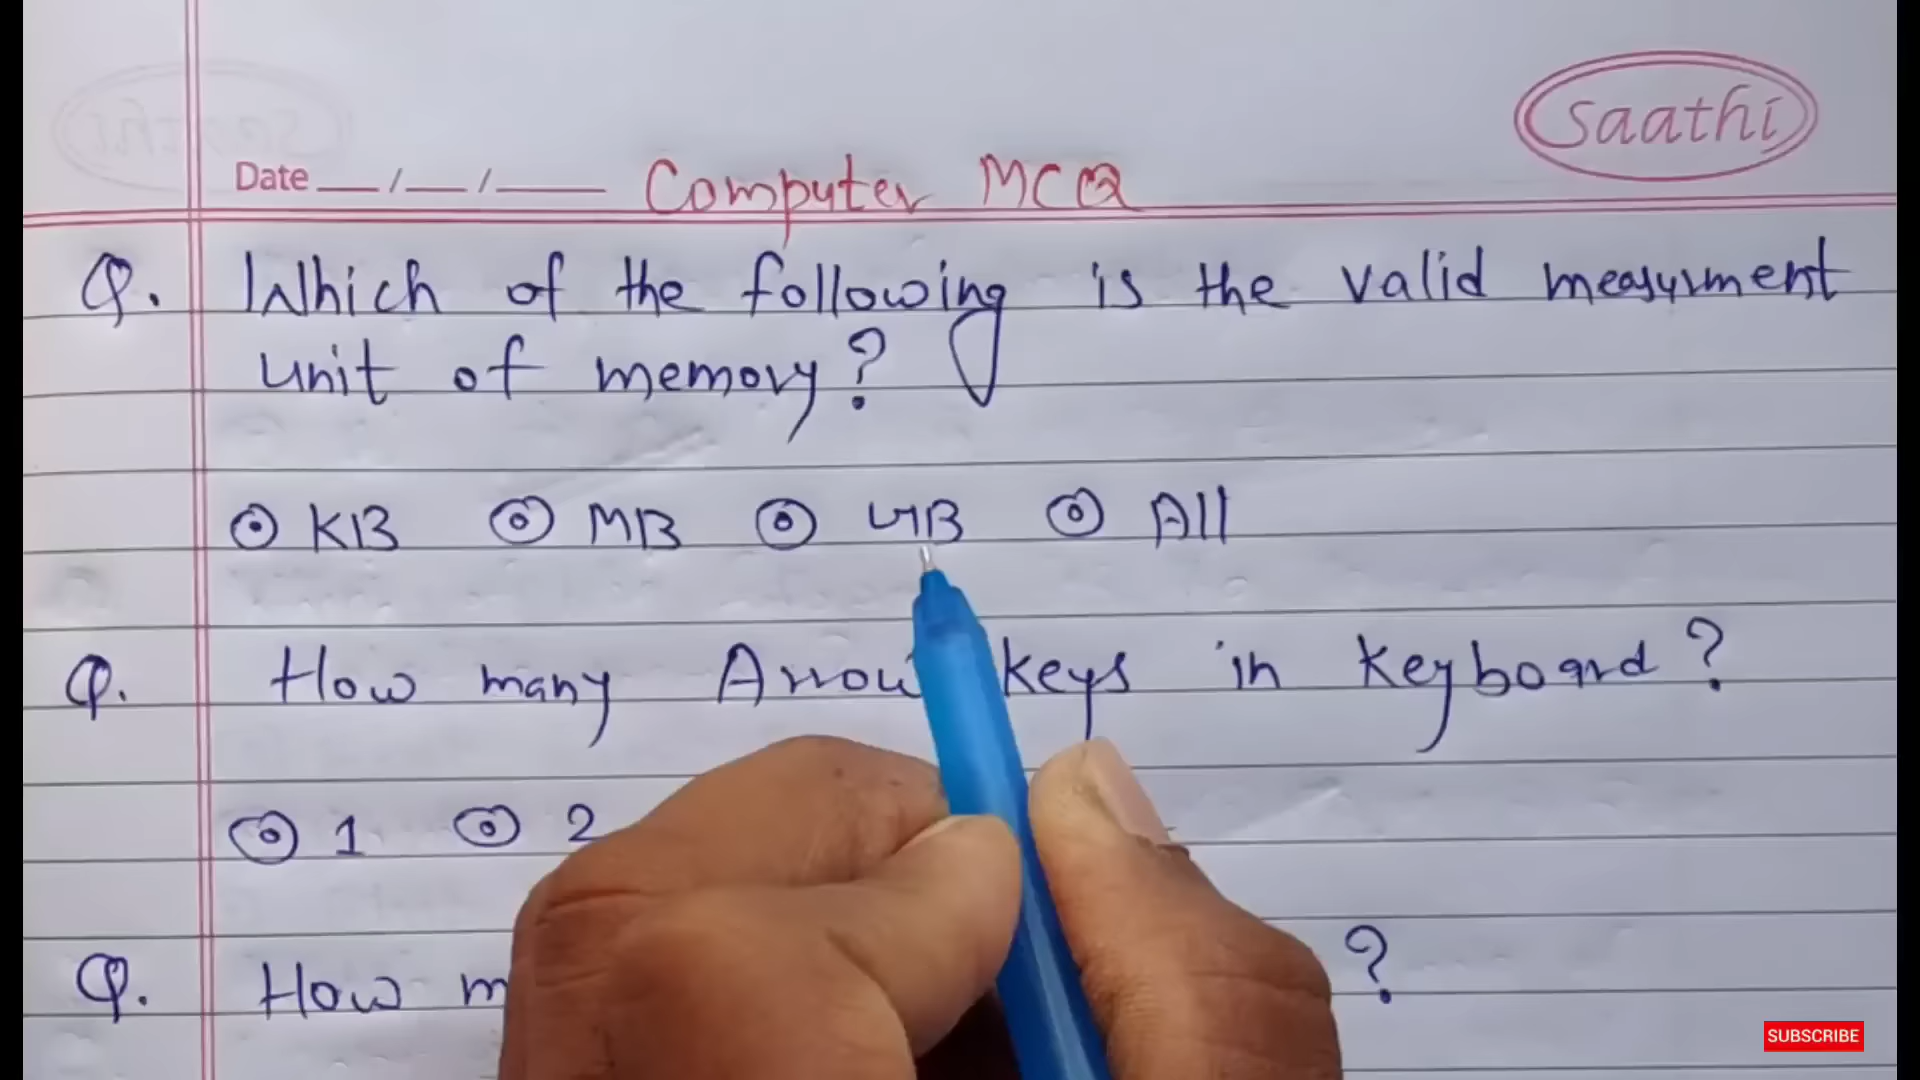 saathi
Date __/__/____ Computer MCQ
Q. Which of the following is the valid measurment
unit of memory?
⊙ KB ⊙ MB ⊙ GB ⊙ All
Q. How many Arrow keys in keyboard?
⊙ 1 ⊙ 2
Q. How m ?
SUBSCRIBE